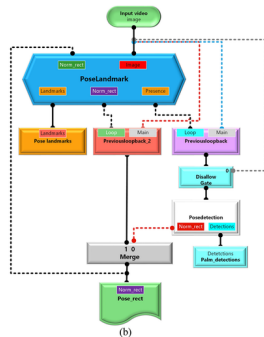 Input video
image
Norm_rect
Image
PoseLandmark
Landmarks
Norm_rect
Presence
Landmarks
Pose landmarks
Loop
Main
Previousloopback_2
Loop
Main
Previousloopback
Disallow
Gate
Posedetection
Norm_rect
Detections
1 0
Merge
Detetctions
Palm_detections
Norm_rect
Pose_rect
(b)